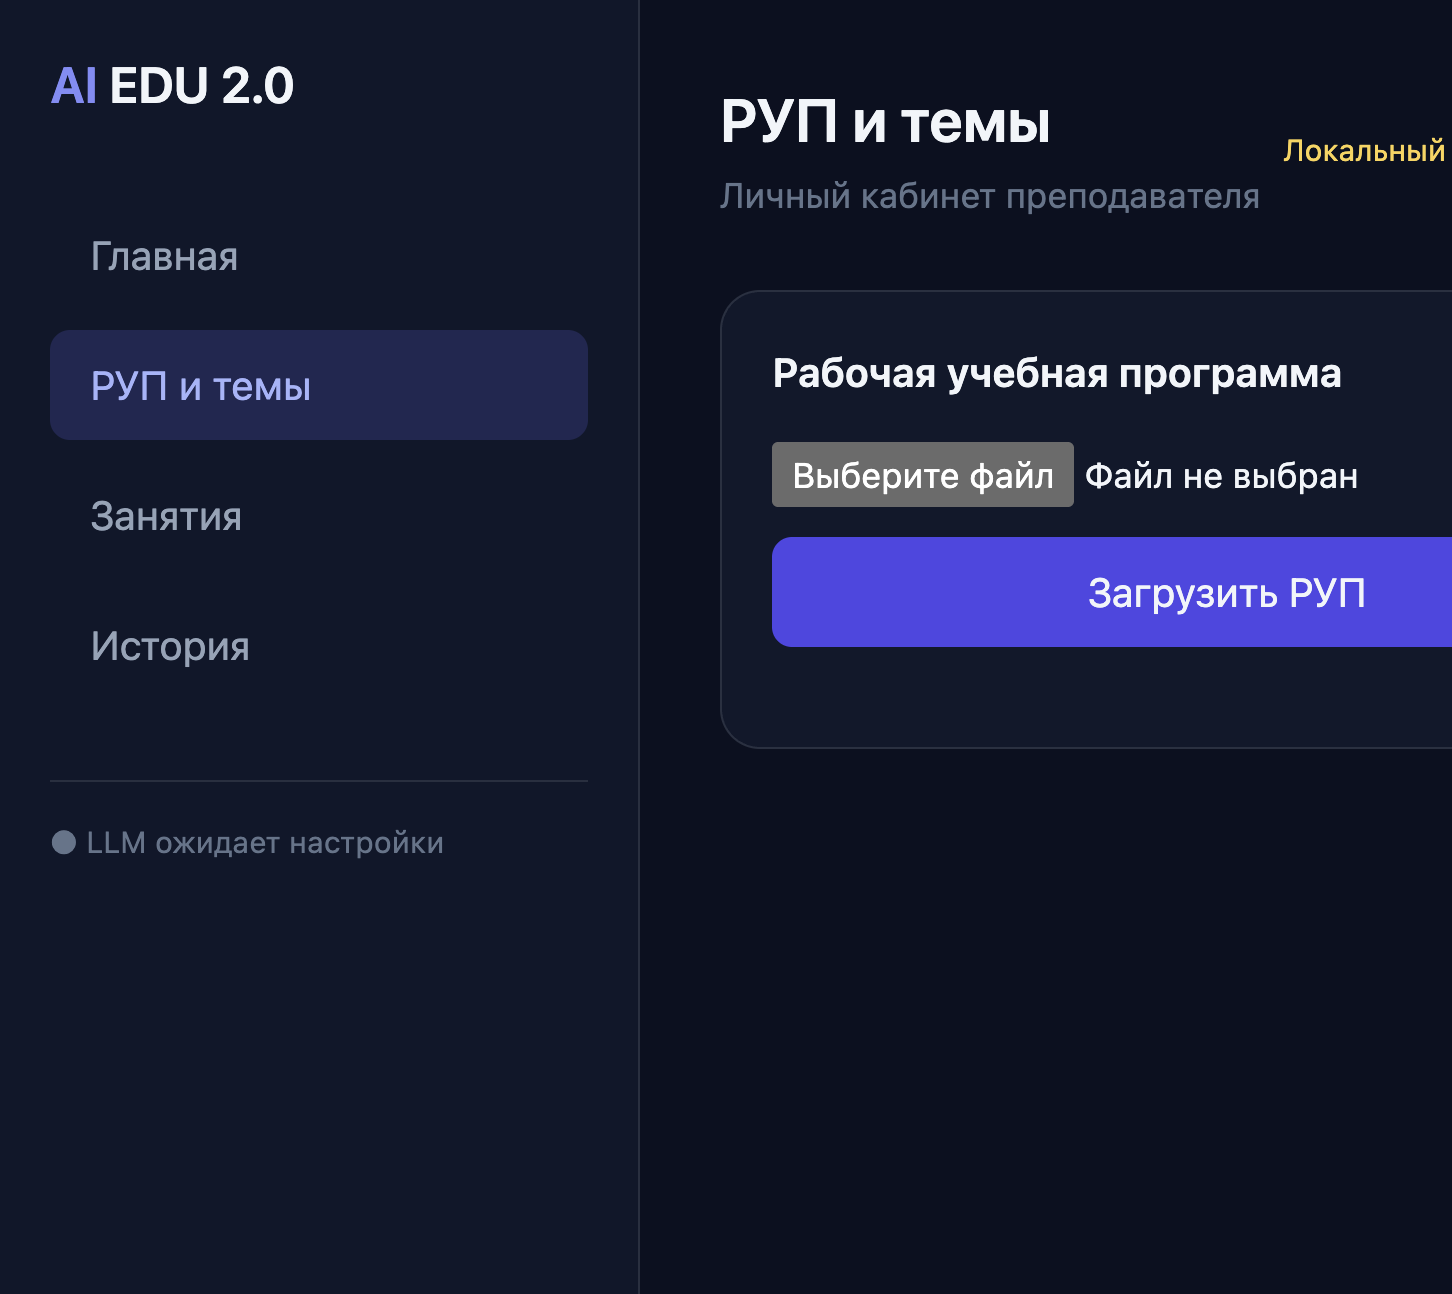 AI EDU 2.0
Главная
РУП и темы
Занятия
История
LLM ожидает настройки
РУП и темы
Личный кабинет преподавателя
Локальный
Рабочая учебная программа
Выберите файл Файл не выбран
Загрузить РУП